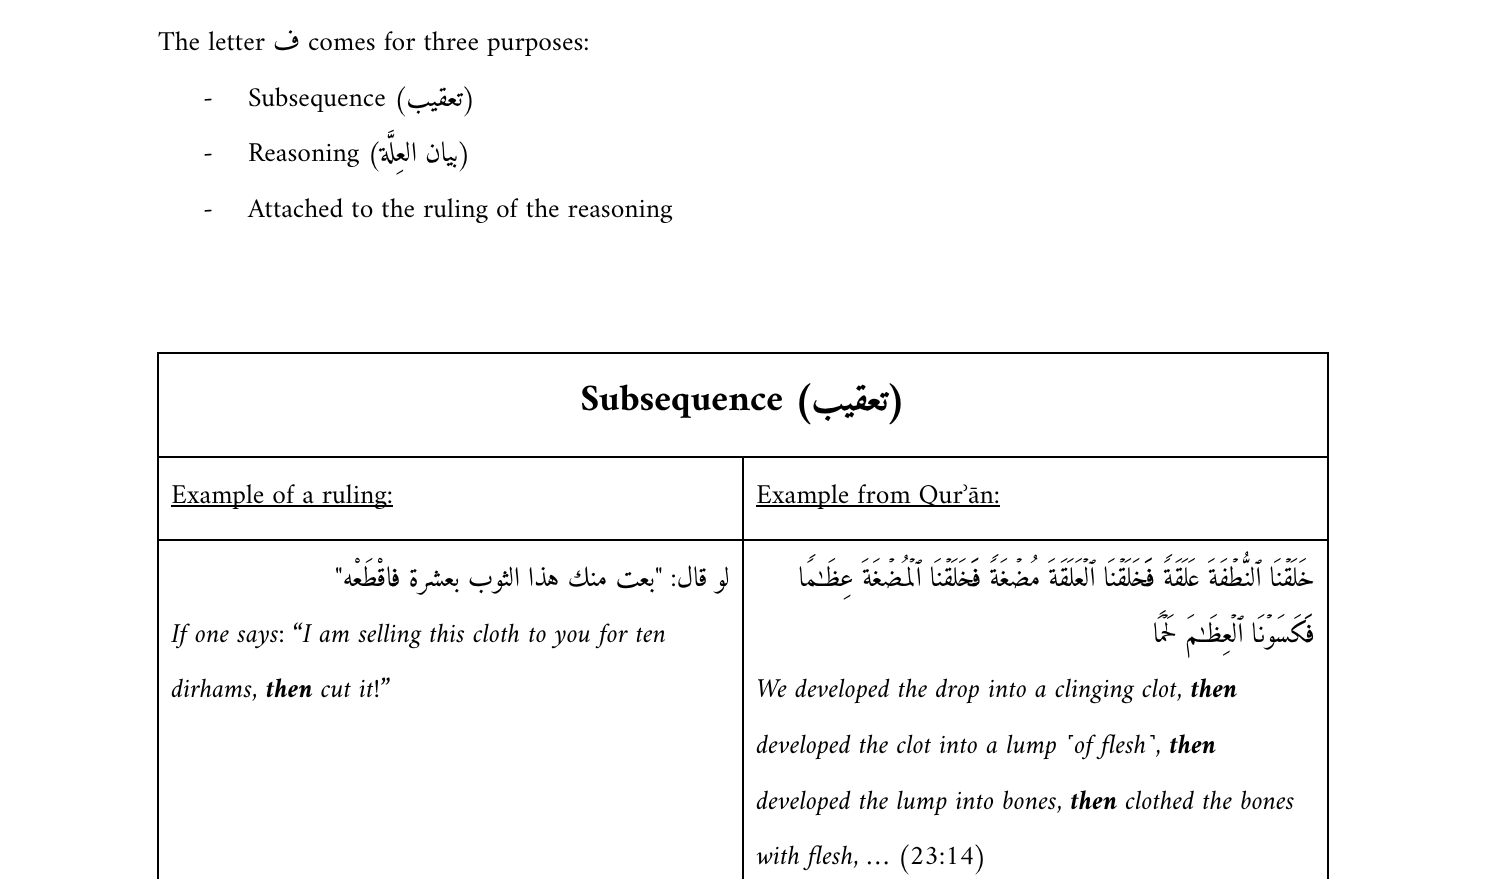 The letter ف comes for three purposes:
- Subsequence (تعقيب)
- Reasoning (بيان العِلَّة)
- Attached to the ruling of the reasoning
Subsequence (تعقيب)
Example of a ruling:
لو قال: "بعت منك هذا الثوب بعشرة فاقْطَعْه"
If one says: “I am selling this cloth to you for ten
dirhams, then cut it!”
Example from Qurʾān:
خَلَقْنَا ٱلنُّطْفَةَ عَلَقَةً فَخَلَقْنَا ٱلْعَلَقَةَ مُضْغَةً فَخَلَقْنَا ٱلْمُضْغَةَ عِظَـٰمًا
فَكَسَوْنَا ٱلْعِظَـٰمَ لَحْمًا
We developed the drop into a clinging clot, then
developed the clot into a lump ˹of flesh˺, then
developed the lump into bones, then clothed the bones
with flesh, … (23:14)